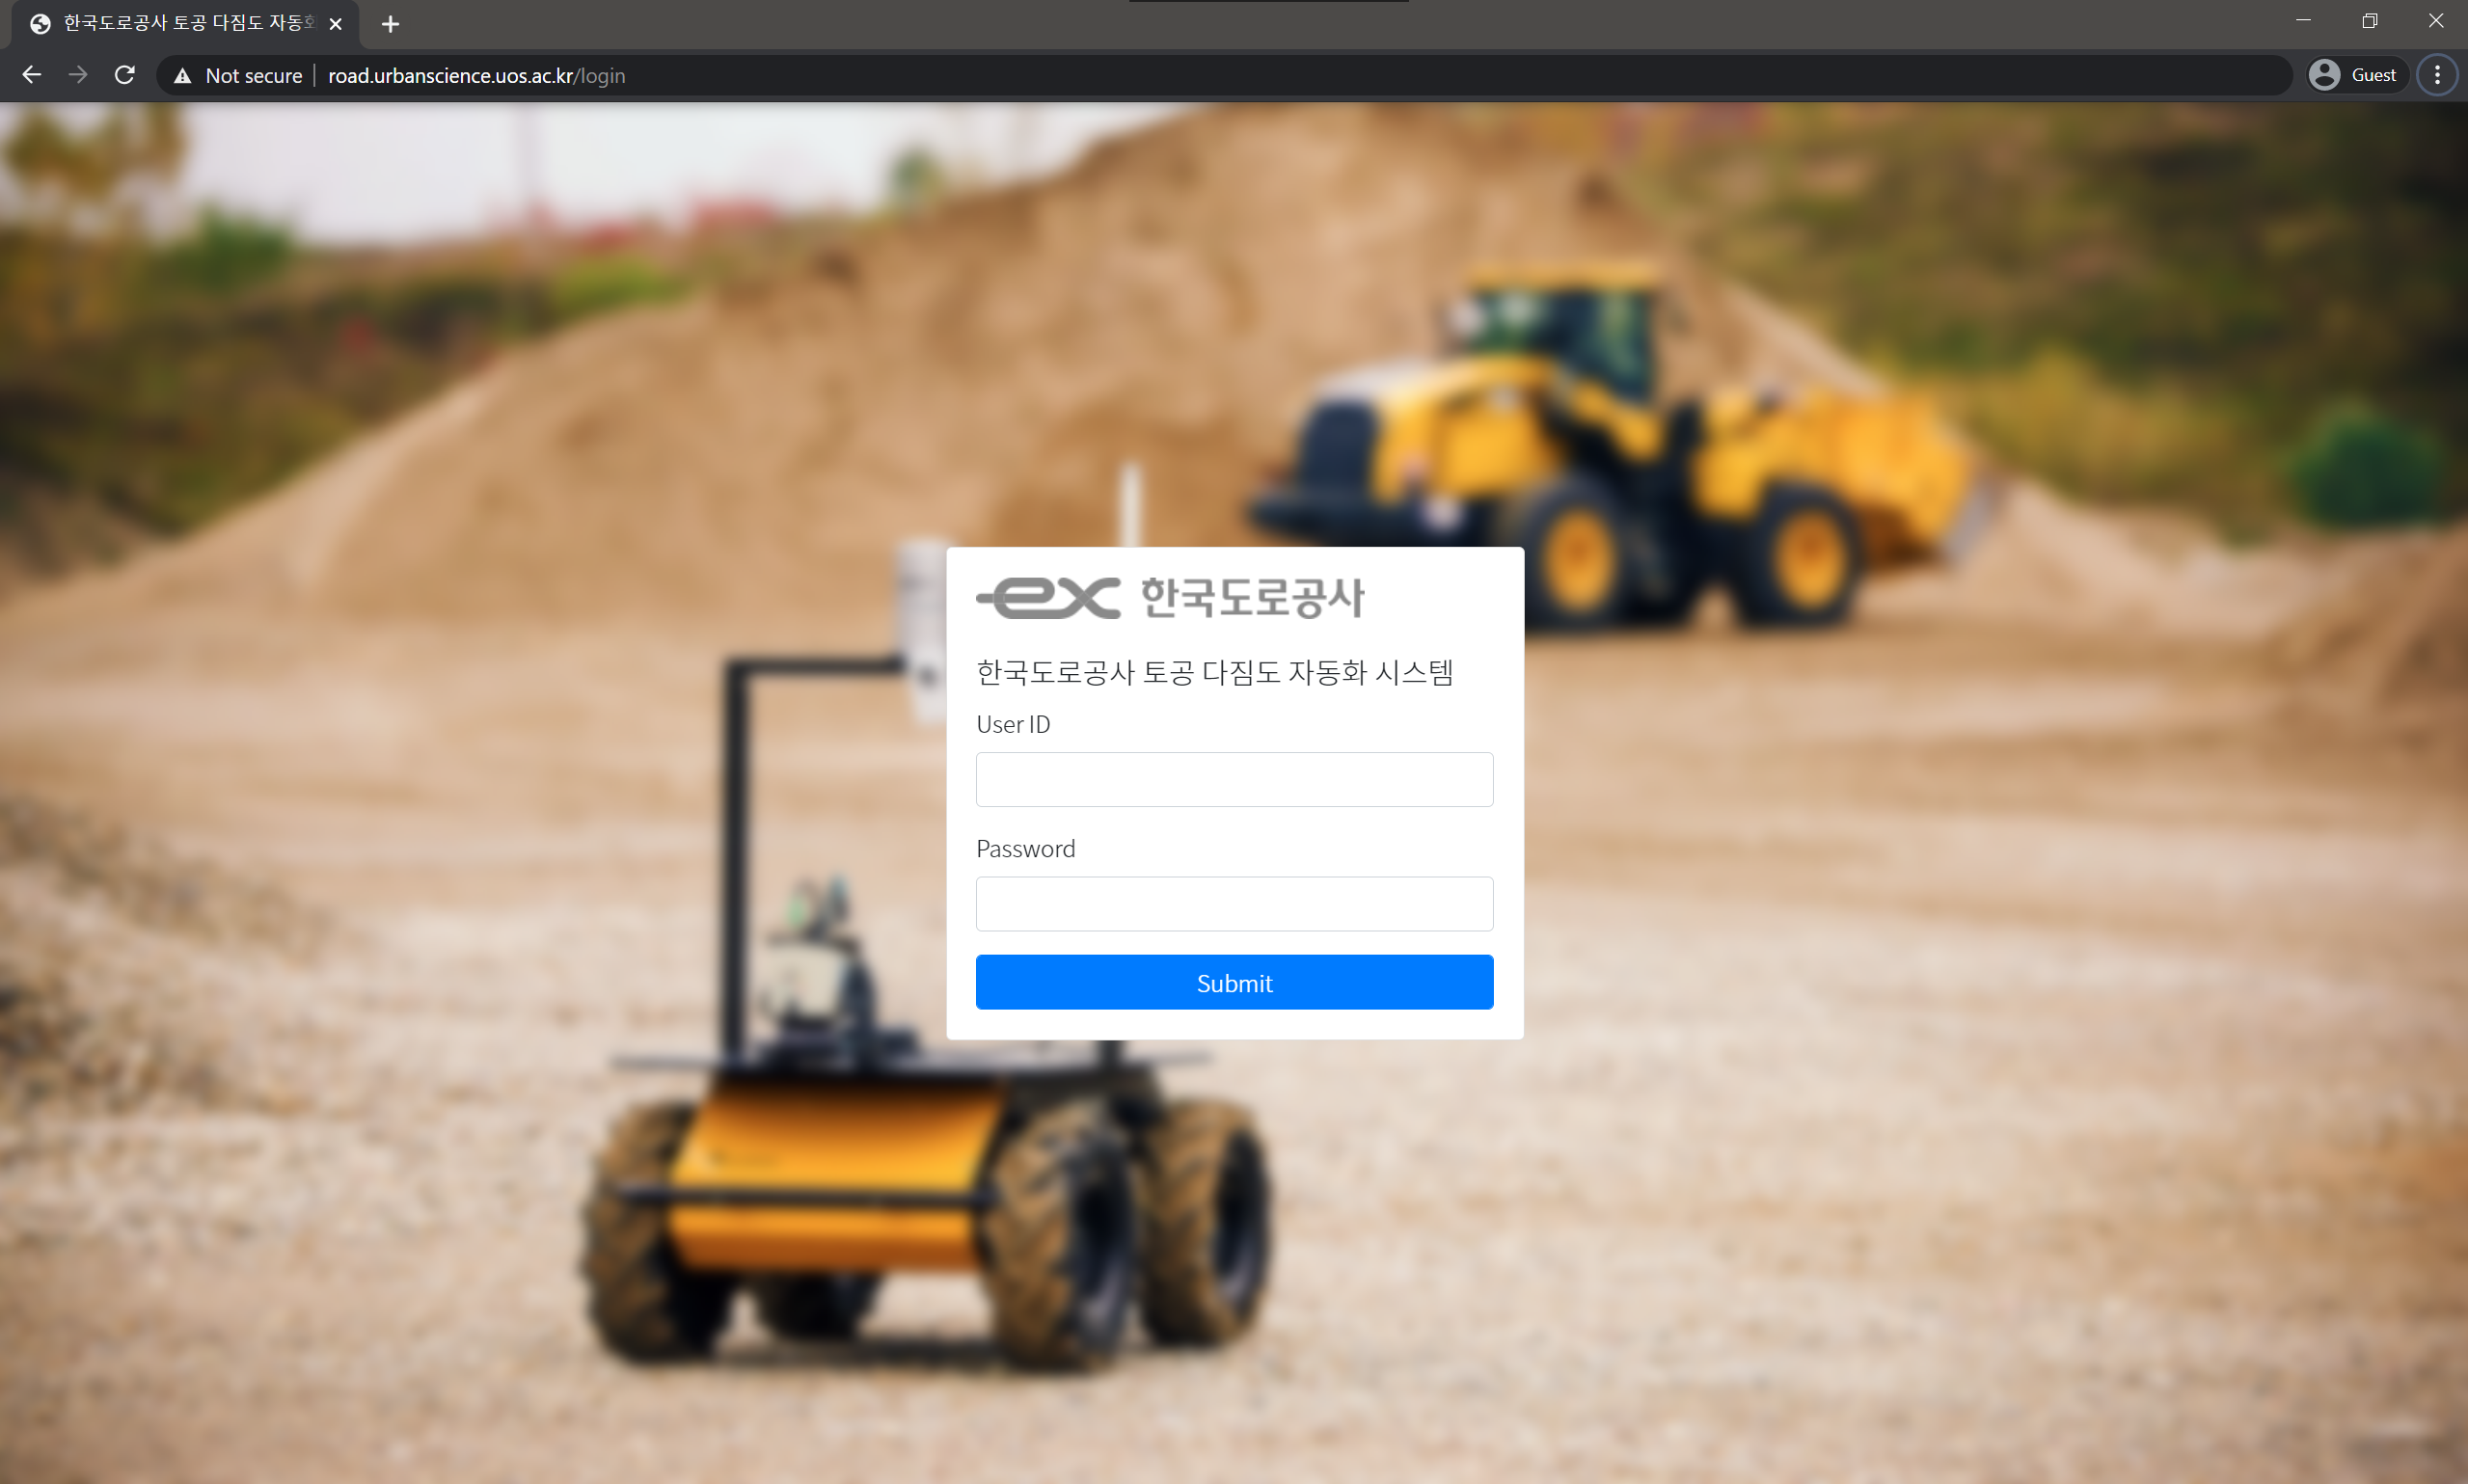 한국도로공사 토공 다짐도 자동화
Not secure
road.urbanscience.uos.ac.kr/login
Guest
ex 한국도로공사
한국도로공사 토공 다짐도 자동화 시스템
User ID
Password
Submit